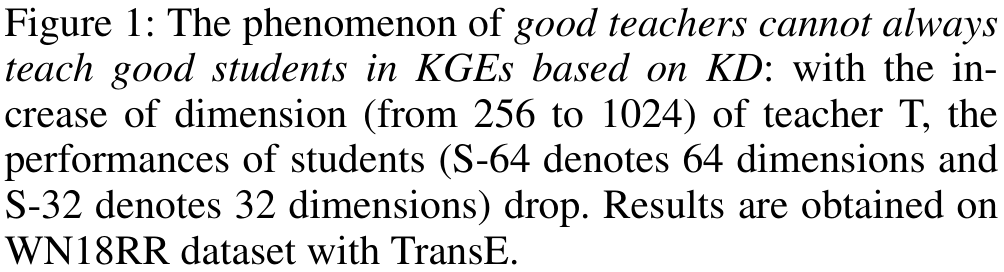 Figure 1: The phenomenon of good teachers cannot always
teach good students in KGEs based on KD: with the in-
crease of dimension (from 256 to 1024) of teacher T, the
performances of students (S-64 denotes 64 dimensions and
S-32 denotes 32 dimensions) drop. Results are obtained on
WN18RR dataset with TransE.